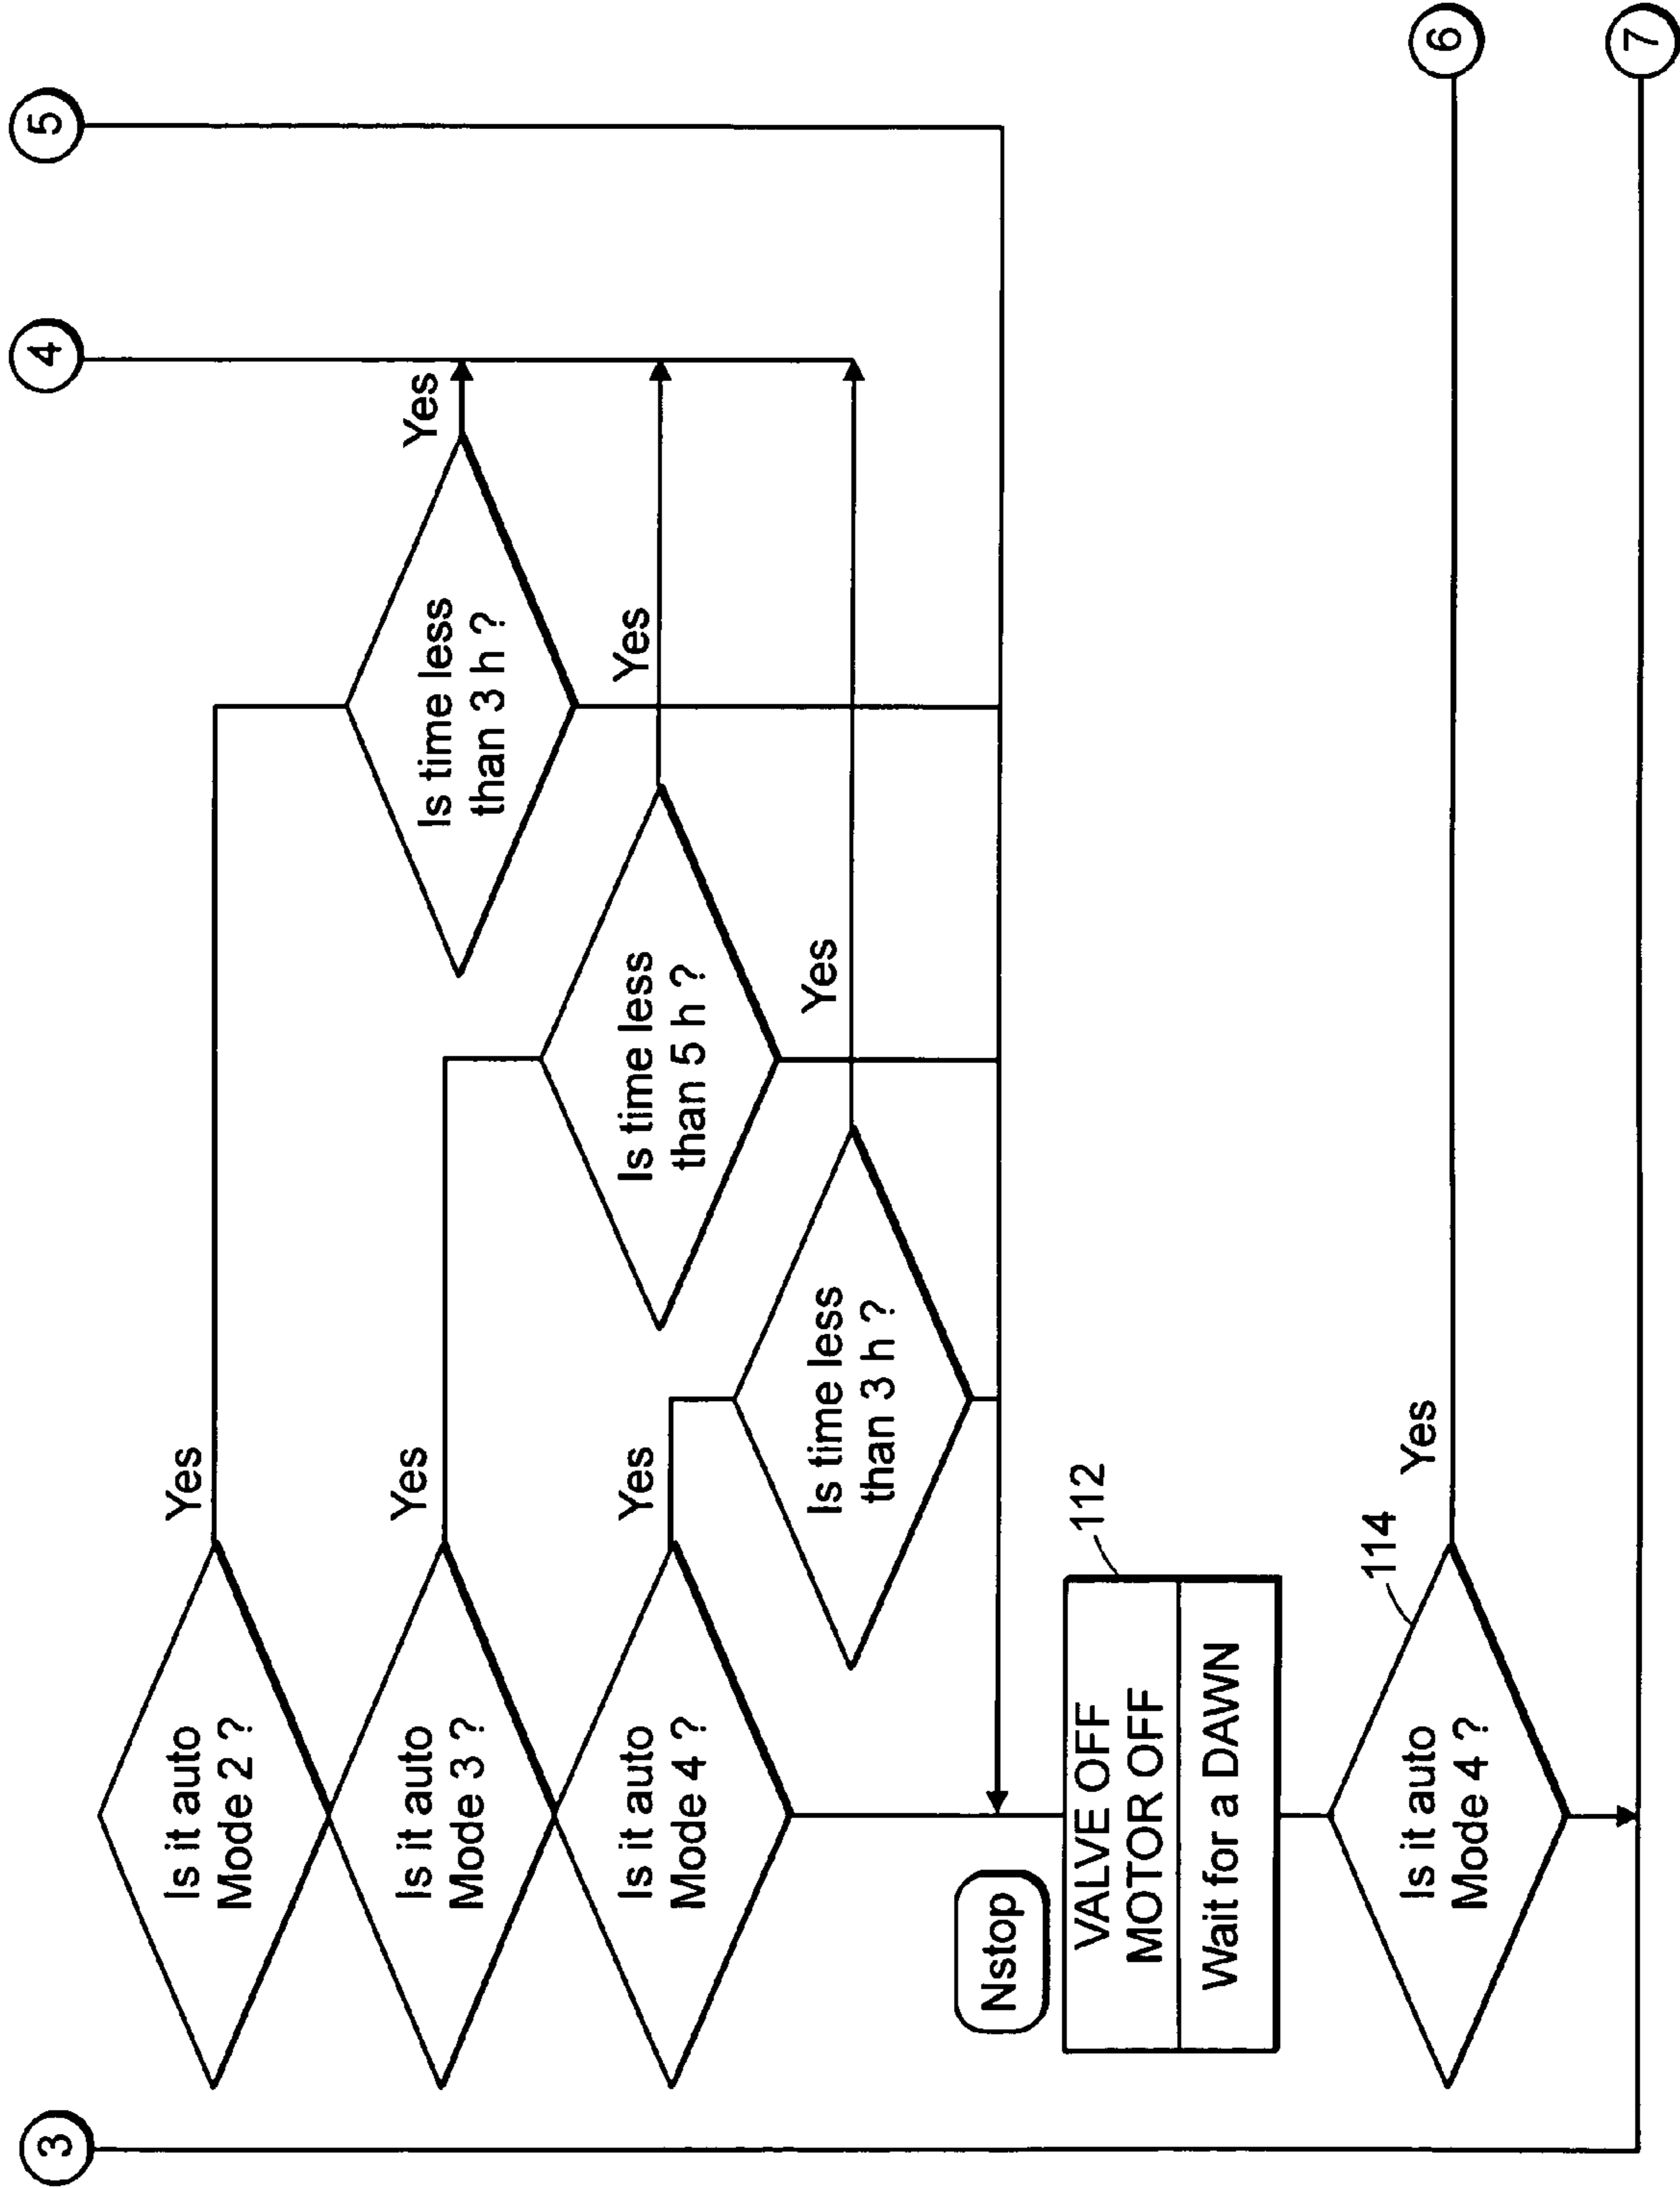 3
4
5
Is it auto
Mode 2 ?
Yes
Is time less
than 3 h ?
Yes
Is it auto
Mode 3 ?
Yes
Is time less
than 5 h ?
Yes
Is it auto
Mode 4 ?
Yes
Is time less
than 3 h ?
Yes
Nstop
VALVE OFF
MOTOR OFF
Wait for a DAWN
112
Is it auto
Mode 4 ?
114
Yes
6
7